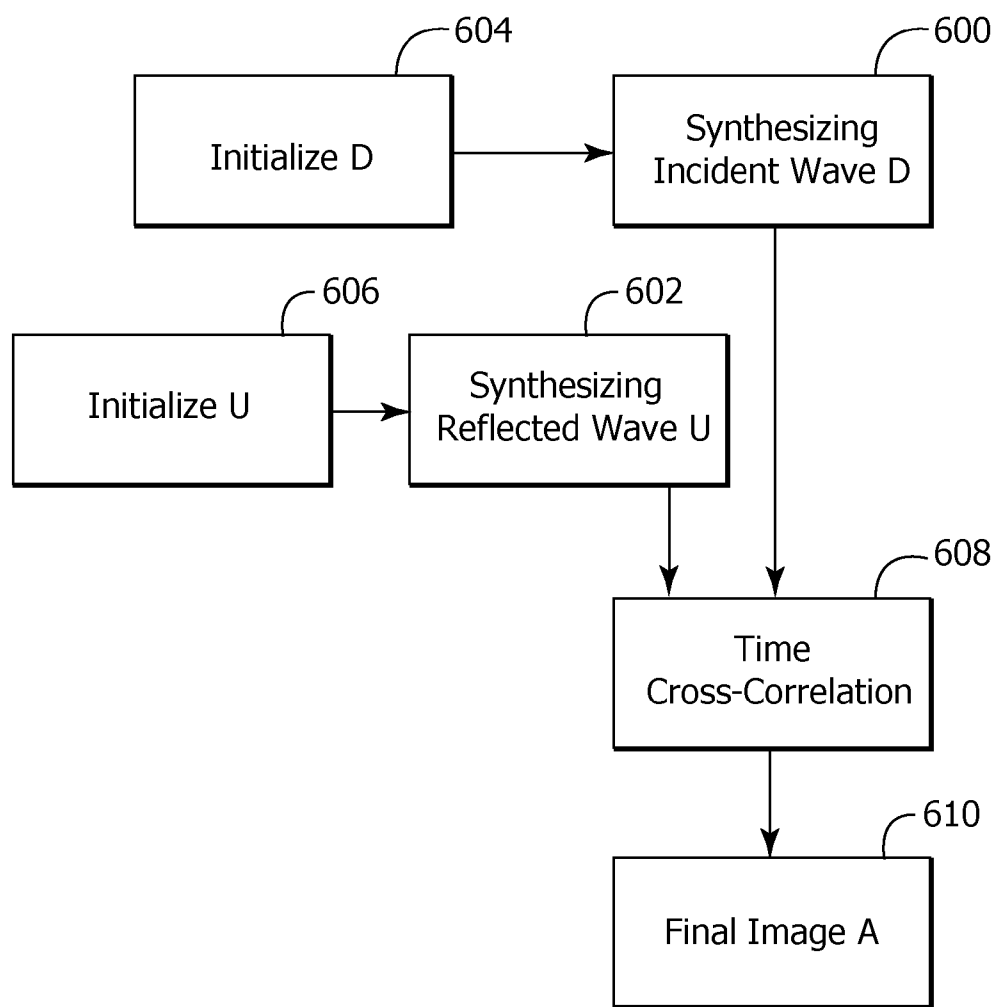 604
600
Initialize D
Synthesizing
Incident Wave D
606
602
Initialize U
Synthesizing
Reflected Wave U
608
Time
Cross-Correlation
610
Final Image A